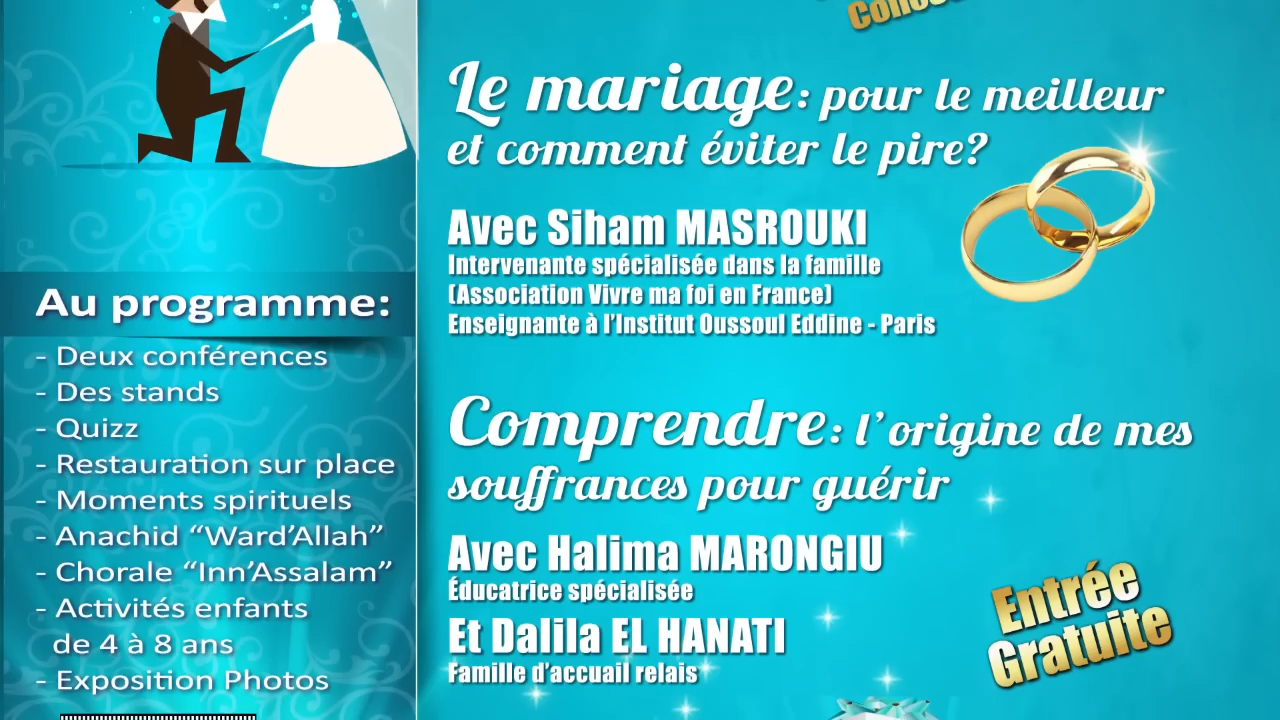 Le mariage: pour le meilleur
et comment éviter le pire?
Avec Siham MASROUKI
Intervenante spécialisée dans la famille
(Association Vivre ma foi en France)
Enseignante à l'Institut Oussoul Eddine - Paris
Au programme:
- Deux conférences
- Des stands
- Quizz
- Restauration sur place
- Moments spirituels
- Anachid “Ward’Allah”
- Chorale “Inn’Assalam”
- Activités enfants
de 4 à 8 ans
- Exposition Photos
Comprendre: l’origine de mes
souffrances pour guérir
Avec Halima MARONGIU
Éducatrice spécialisée
Et Dalila EL HANATI
Famille d’accuail relais
Entrée
Gratuite